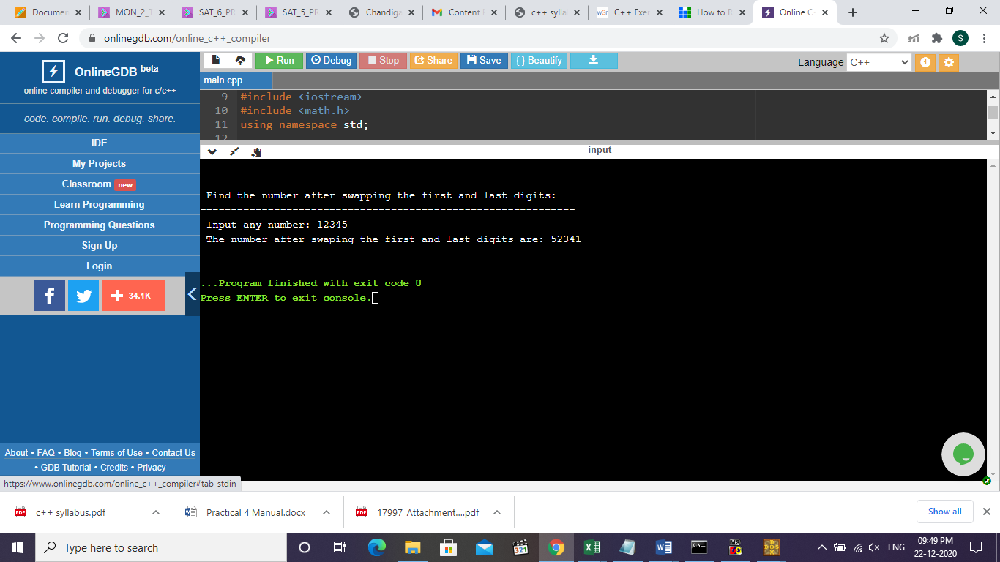 Documen
MON_2_T
SAT_6_PR
SAT_5_PR
Chandiga
Content
c++ sylla
w3r C++ Exer
How to R
Online C
onlinegdb.com/online_c++_compiler
S
OnlineGDB beta
online compiler and debugger for c/c++
code. compile. run. debug. share.
IDE
My Projects
Classroom new
Learn Programming
Programming Questions
Sign Up
Login
f + 34.1K
About • FAQ • Blog • Terms of Use • Contact Us
• GDB Tutorial • Credits • Privacy
https://www.onlinegdb.com/online_c++_compiler#tab-stdin
Run Debug Stop Share Save { } Beautify
Language C++
main.cpp
9 #include <iostream>
10 #include <math.h>
11 using namespace std;
12
input
Find the number after swapping the first and last digits:
--------------------------------------------------------------
Input any number: 12345
The number after swaping the first and last digits are: 52341
...Program finished with exit code 0
Press ENTER to exit console.
PDF c++ syllabus.pdf
Practical 4 Manual.docx
PDF 17997_Attachment....pdf
Show all
Type here to search
321
ENG
09:49 PM
22-12-2020